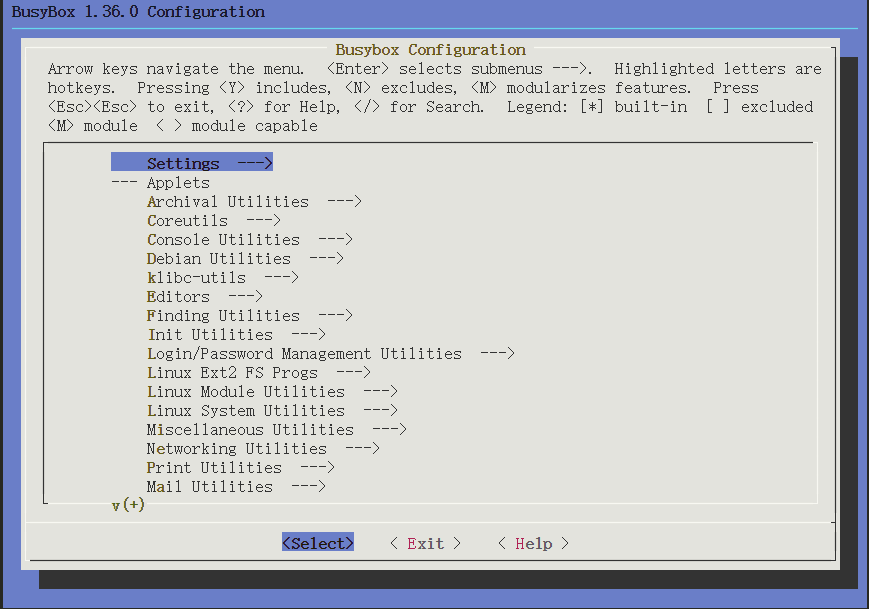 BusyBox 1.36.0 Configuration
Busybox Configuration
Arrow keys navigate the menu.  <Enter> selects submenus --->.  Highlighted letters are
hotkeys.  Pressing <Y> includes, <N> excludes, <M> modularizes features.  Press
<Esc><Esc> to exit, <?> for Help, </> for Search.  Legend: [*] built-in  [ ] excluded
<M> module  < > module capable
Settings  --->
--- Applets
Archival Utilities  --->
Coreutils  --->
Console Utilities  --->
Debian Utilities  --->
klibc-utils  --->
Editors  --->
Finding Utilities  --->
Init Utilities  --->
Login/Password Management Utilities  --->
Linux Ext2 FS Progs  --->
Linux Module Utilities  --->
Linux System Utilities  --->
Miscellaneous Utilities  --->
Networking Utilities  --->
Print Utilities  --->
Mail Utilities  --->
v(+)
<Select>    < Exit >    < Help >